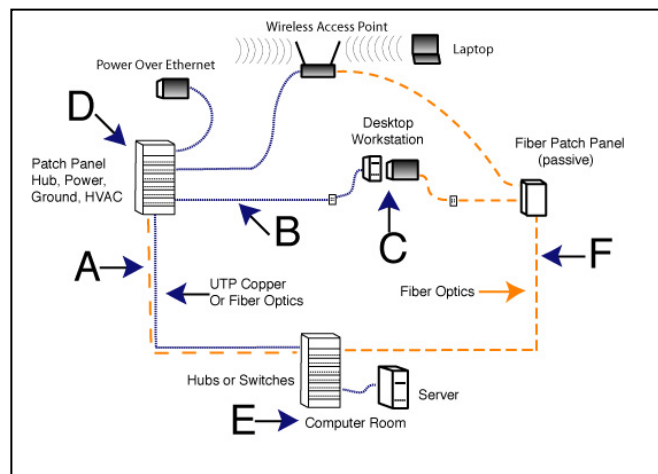 Wireless Access Point
Laptop
Power Over Ethernet
D
Desktop
Workstation
Fiber Patch Panel
(passive)
Patch Panel
Hub, Power,
Ground, HVAC
B
C
A
F
UTP Copper
Or Fiber Optics
Fiber Optics
Hubs or Switches
Server
E
Computer Room